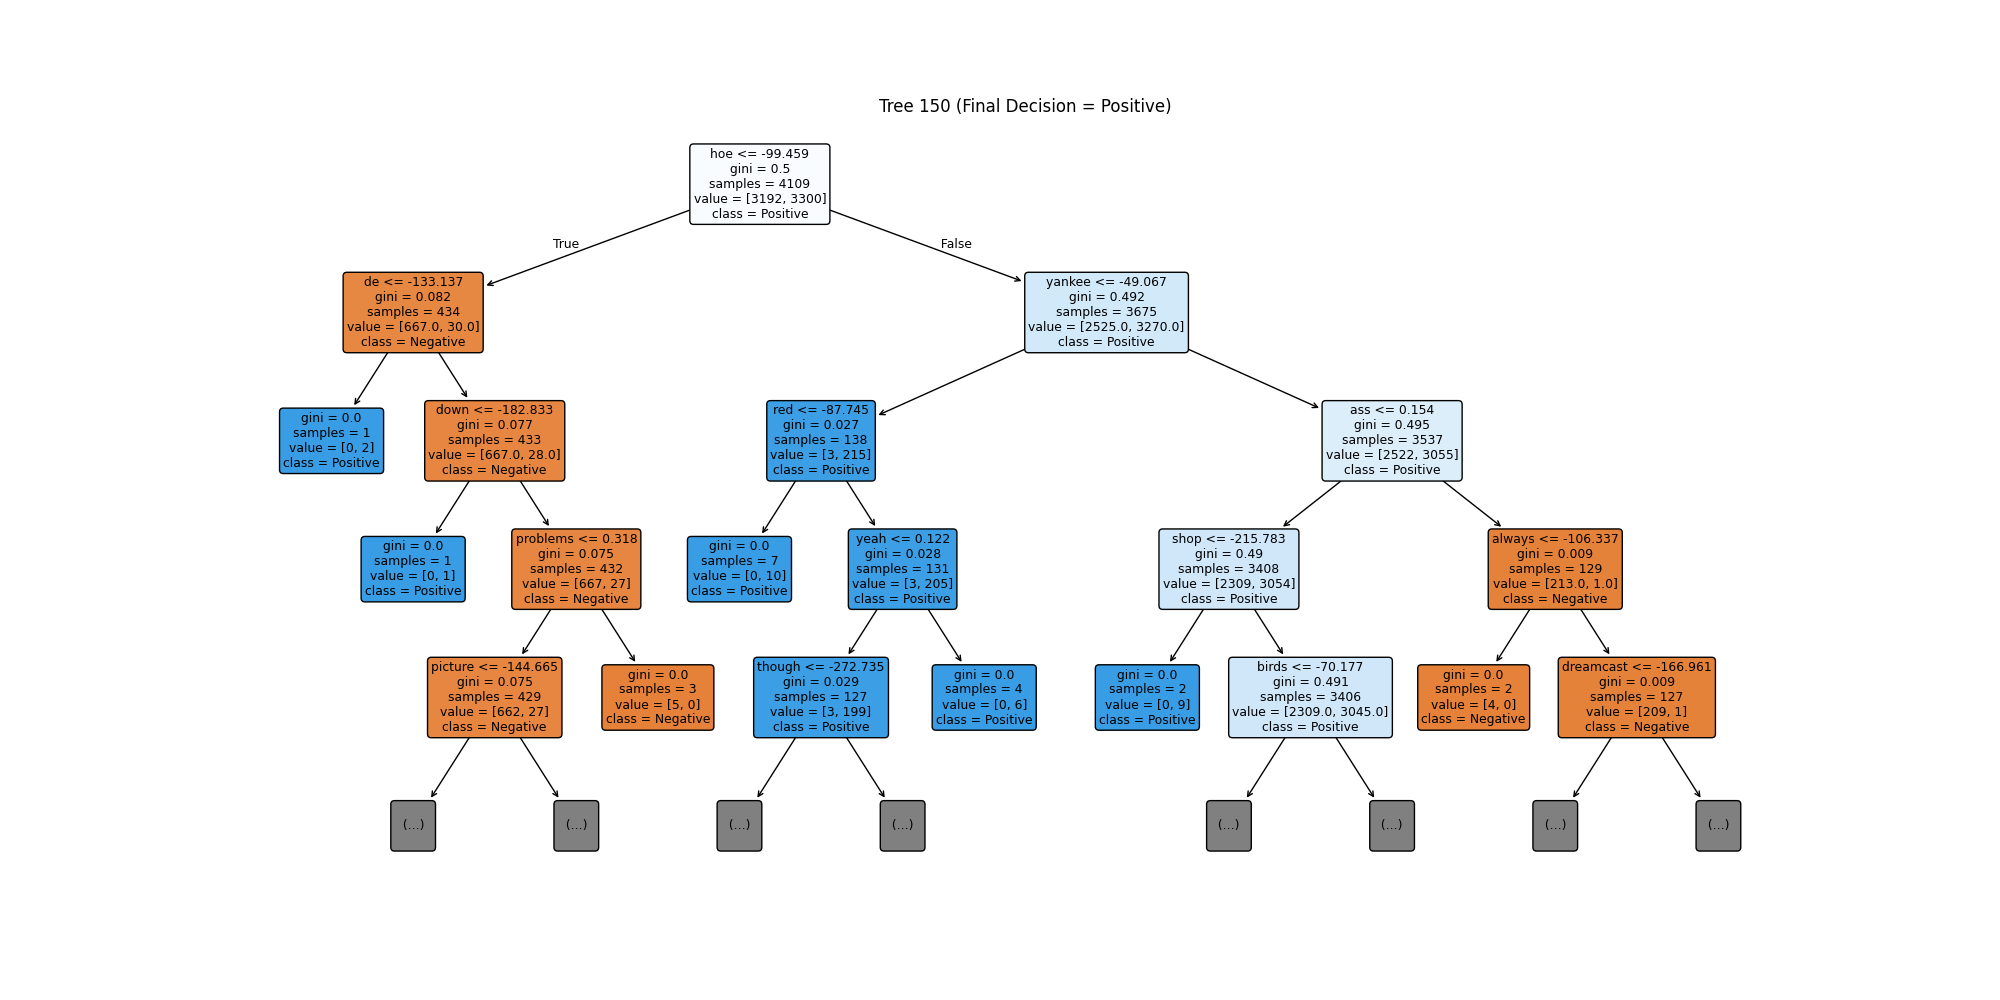 Tree 150 (Final Decision = Positive)
hoe <= -99.459
gini = 0.5
samples = 4109
value = [3192, 3300]
class = Positive
True
False
de <= -133.137
gini = 0.082
samples = 434
value = [667.0, 30.0]
class = Negative
yankee <= -49.067
gini = 0.492
samples = 3675
value = [2525.0, 3270.0]
class = Positive
gini = 0.0
samples = 1
value = [0, 2]
class = Positive
down <= -182.833
gini = 0.077
samples = 433
value = [667.0, 28.0]
class = Negative
red <= -87.745
gini = 0.027
samples = 138
value = [3, 215]
class = Positive
ass <= 0.154
gini = 0.495
samples = 3537
value = [2522, 3055]
class = Positive
gini = 0.0
samples = 1
value = [0, 1]
class = Positive
problems <= 0.318
gini = 0.075
samples = 432
value = [667, 27]
class = Negative
gini = 0.0
samples = 7
value = [0, 10]
class = Positive
yeah <= 0.122
gini = 0.028
samples = 131
value = [3, 205]
class = Positive
shop <= -215.783
gini = 0.49
samples = 3408
value = [2309, 3054]
class = Positive
always <= -106.337
gini = 0.009
samples = 129
value = [213.0, 1.0]
class = Negative
picture <= -144.665
gini = 0.075
samples = 429
value = [662, 27]
class = Negative
gini = 0.0
samples = 3
value = [5, 0]
class = Negative
though <= -272.735
gini = 0.029
samples = 127
value = [3, 199]
class = Positive
gini = 0.0
samples = 4
value = [0, 6]
class = Positive
gini = 0.0
samples = 2
value = [0, 9]
class = Positive
birds <= -70.177
gini = 0.491
samples = 3406
value = [2309.0, 3045.0]
class = Positive
gini = 0.0
samples = 2
value = [4, 0]
class = Negative
dreamcast <= -166.961
gini = 0.009
samples = 127
value = [209, 1]
class = Negative
(...)
(...)
(...)
(...)
(...)
(...)
(...)
(...)